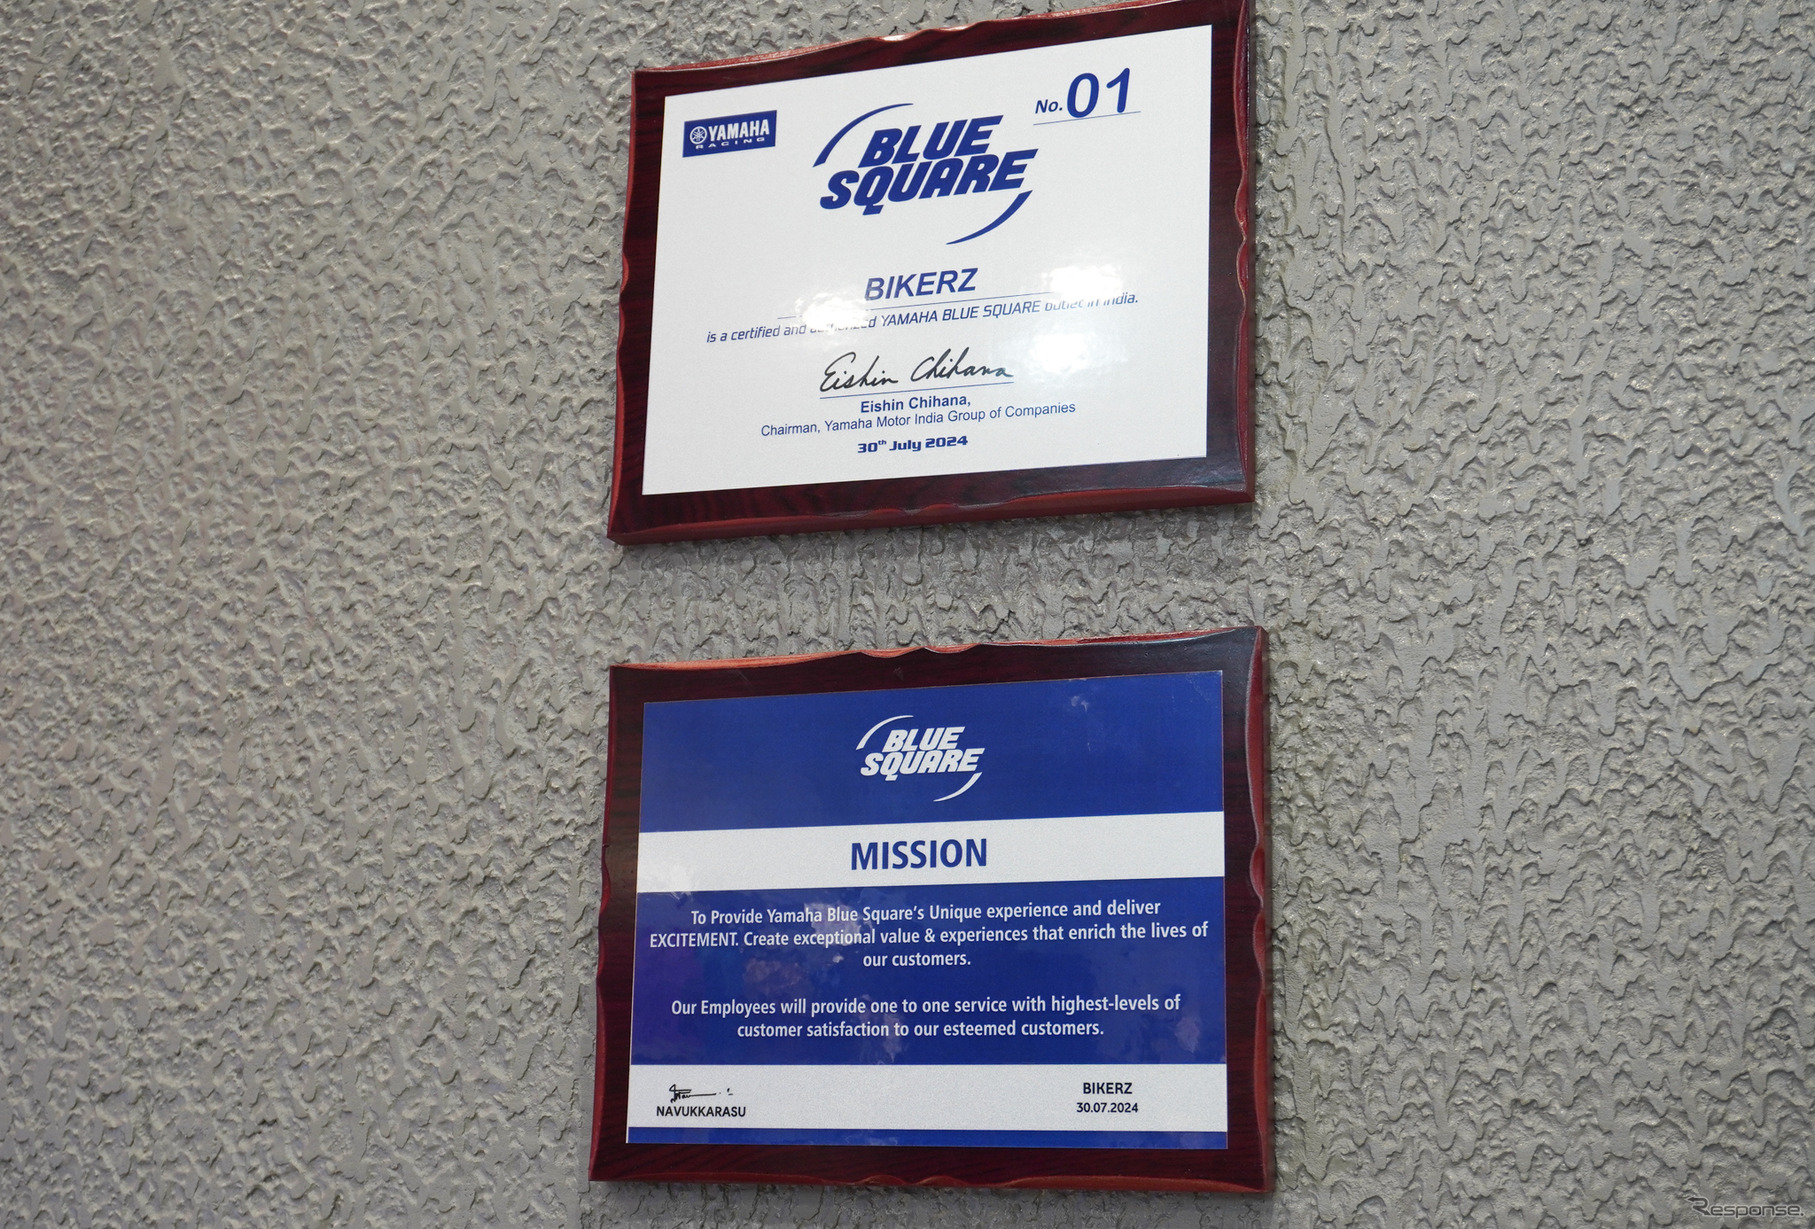 YAMAHA
RACING
No. 01
BLUE
SQUARE
BIKERZ
is a certified and authorized YAMAHA BLUE SQUARE outlet in India.
Eishin Chihana
Eishin Chihana,
Chairman, Yamaha Motor India Group of Companies
30th July 2024
BLUE
SQUARE
MISSION
To Provide Yamaha Blue Square's Unique experience and deliver
EXCITEMENT. Create exceptional value & experiences that enrich the lives of
our customers.
Our Employees will provide one to one service with highest-levels of
customer satisfaction to our esteemed customers.
NAVUKKARASU
BIKERZ
30.07.2024
Response.